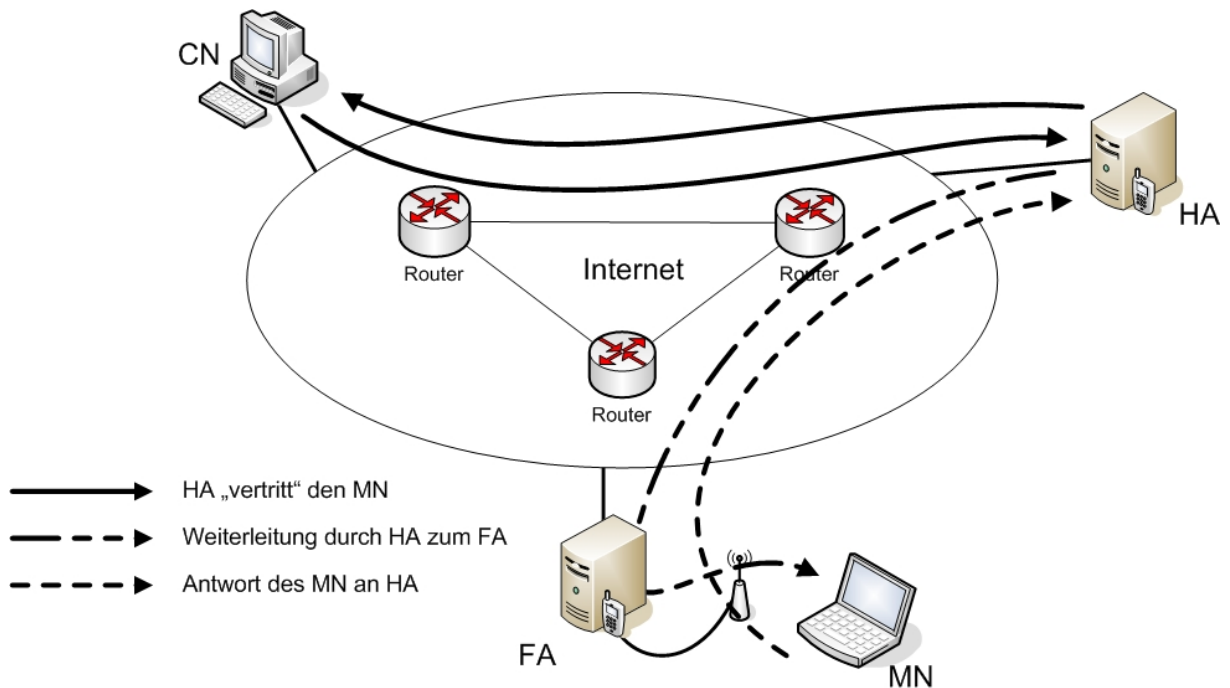 CN
HA
Router
Internet
Router
Router
HA „vertritt“ den MN
Weiterleitung durch HA zum FA
Antwort des MN an HA
FA
MN